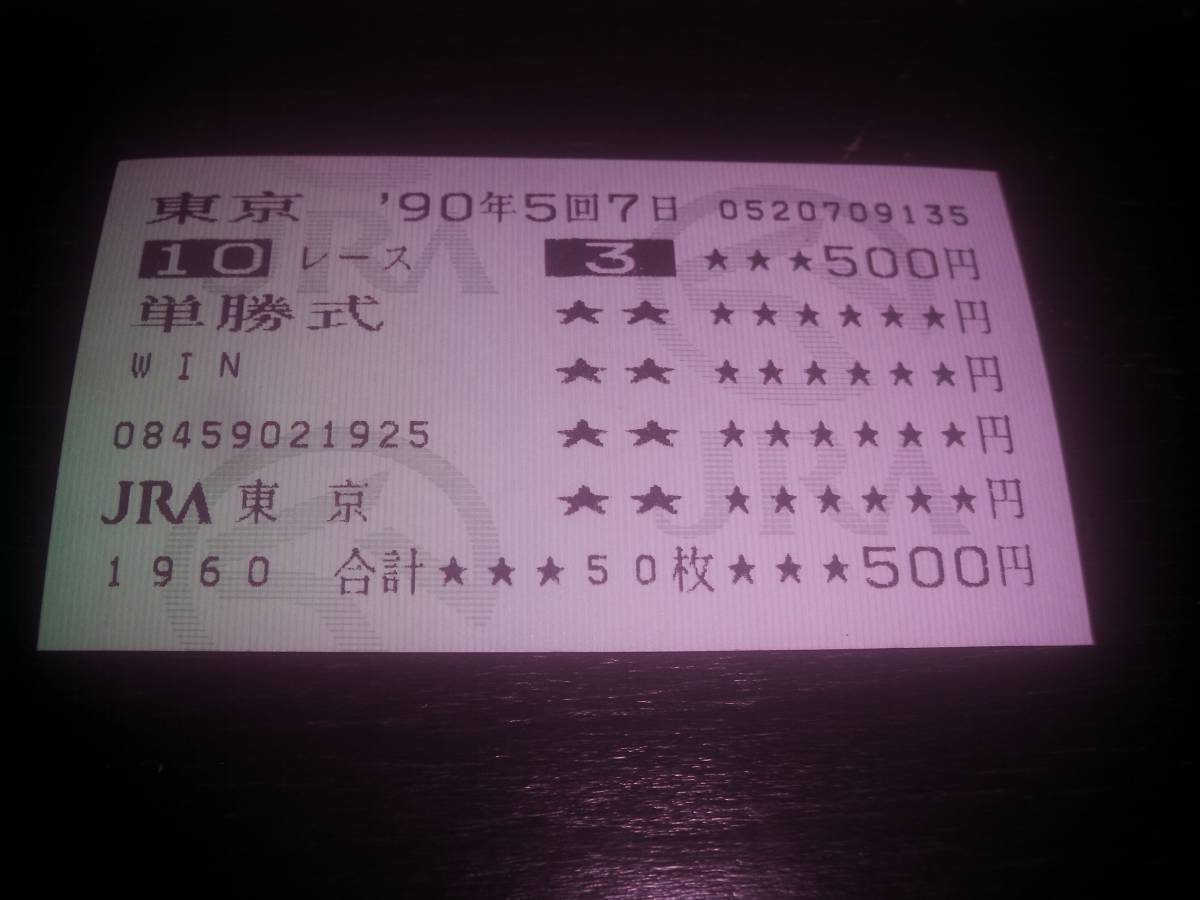 東京 '90年5回7日 0520709135
10 レース 3 ★★★500円
単勝式 ★★ ★★★★★★円
WIN ★★ ★★★★★★円
08459021925 ★★ ★★★★★★円
JRA 東京 ★★ ★★★★★★円
1960 合計★★★50枚★★★500円
JRA
JRA